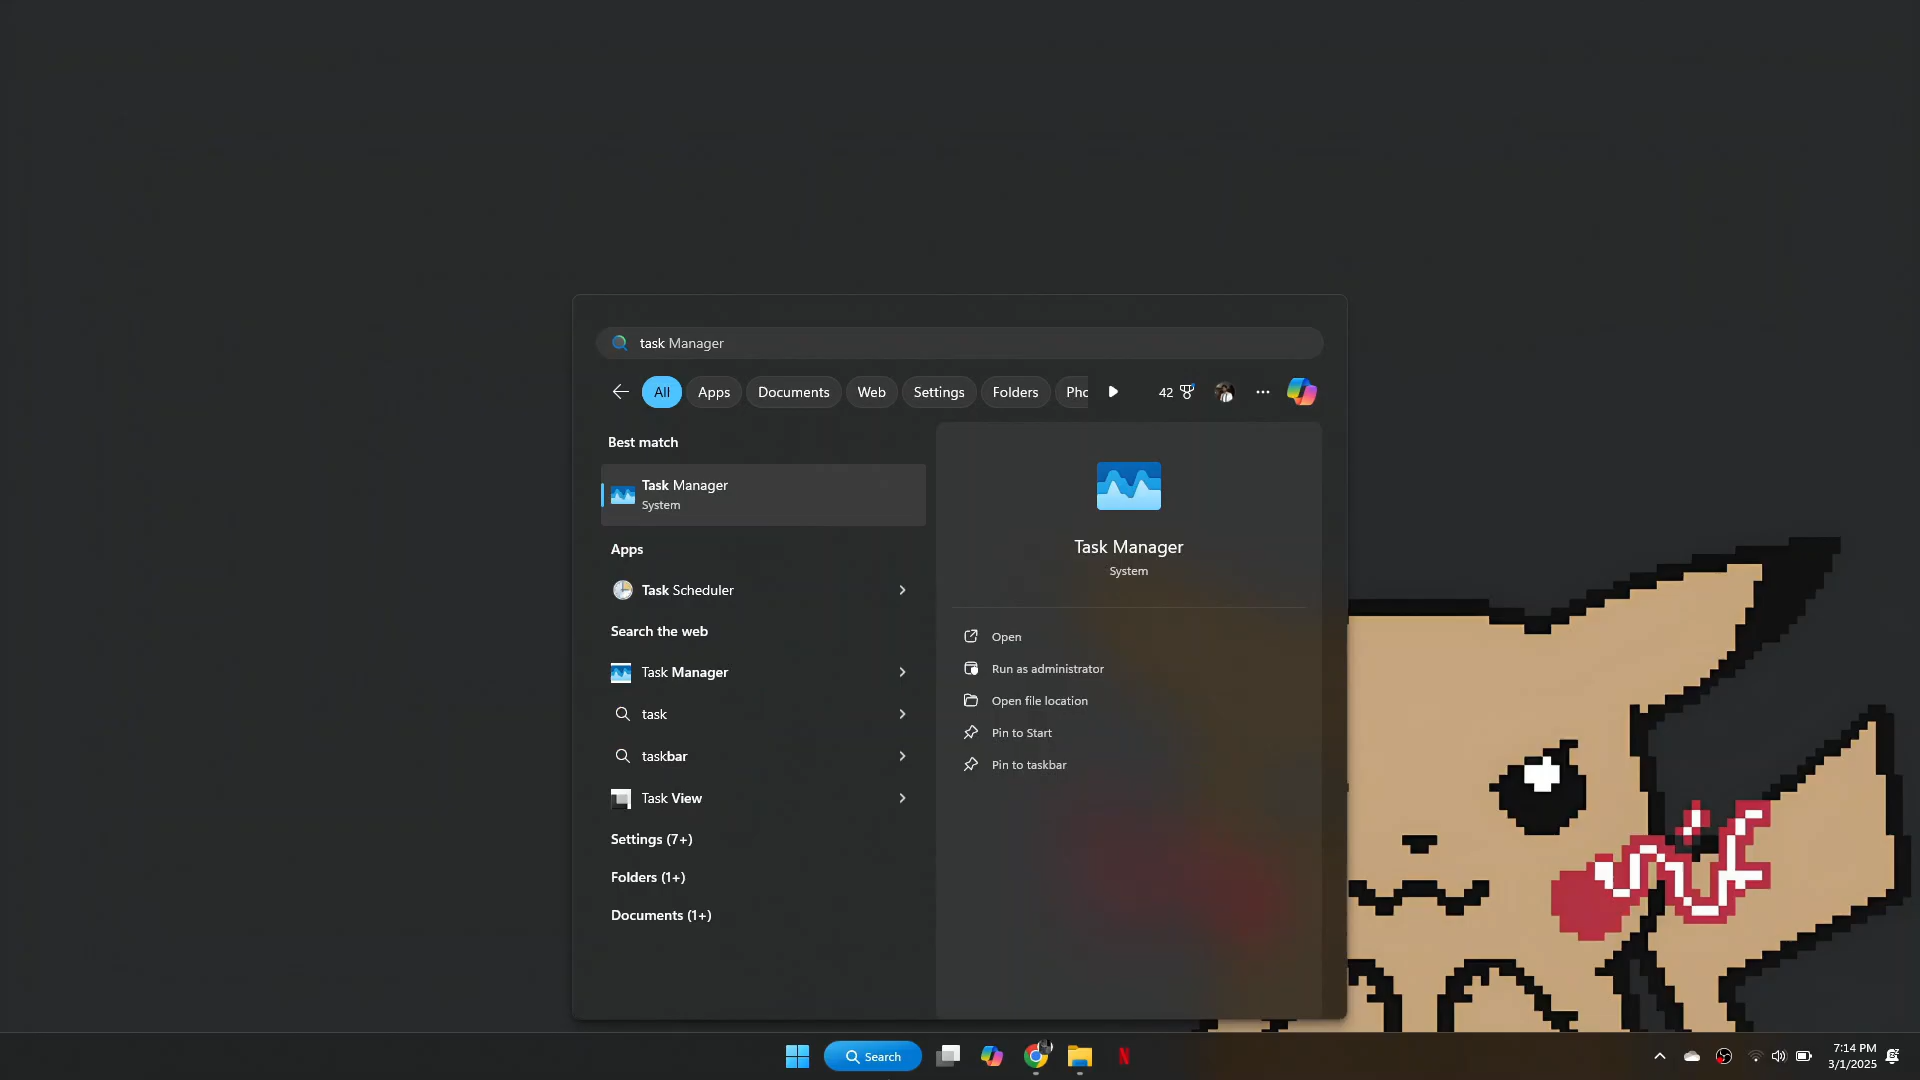 task Manager
All
Apps
Documents
Web
Settings
Folders
Pho
42
Best match
Task Manager
System
Apps
Task Scheduler
Search the web
Task Manager
task
taskbar
Task View
Settings (7+)
Folders (1+)
Documents (1+)
Task Manager
System
Open
Run as administrator
Open file location
Pin to Start
Pin to taskbar
Search
N
7:14 PM
3/1/2025